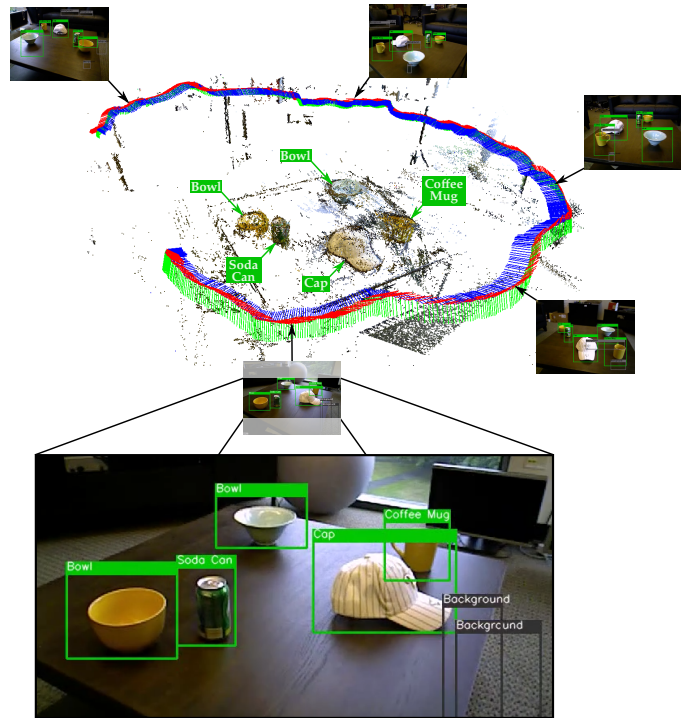 Bowl
Bowl
Coffee
Mug
Soda
Can
Cap
Bowl
Coffee Mug
Cap
Soda Can
Bowl
Background
Background